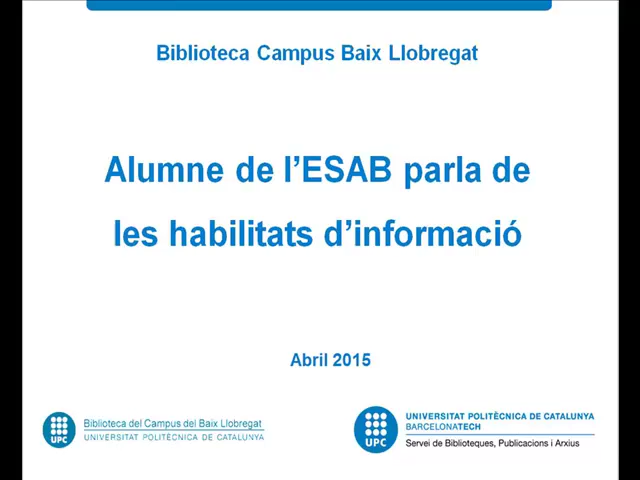 Biblioteca Campus Baix Llobregat
Alumne de l’ESAB parla de
les habilitats d’informació
Abril 2015
UPC
Biblioteca del Campus del Baix Llobregat
UNIVERSITAT POLITÈCNICA DE CATALUNYA
UPC
UNIVERSITAT POLITÈCNICA DE CATALUNYA
BARCELONATECH
Servei de Biblioteques, Publicacions i Arxius